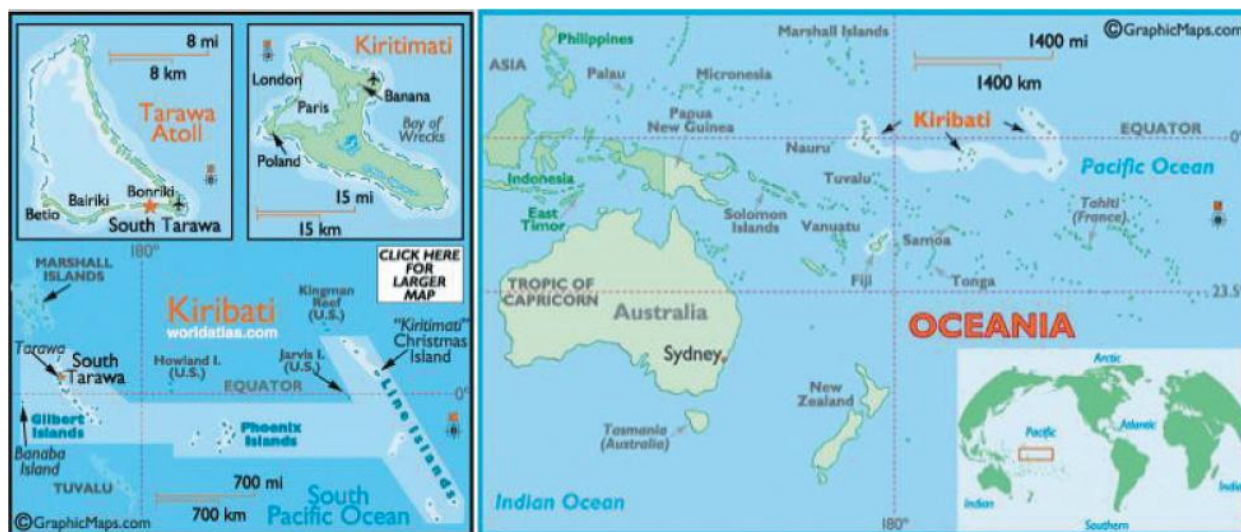 8 mi
8 km
Tarawa
Atoll
Bonriki
Bairiki
Betio
South Tarawa
Kiritimati
London
Paris
Banana
Bay of
Wrecks
Poland
15 mi
15 km
180°
MARSHALL
ISLANDS
CLICK HERE
FOR
LARGER
MAP
Kiribati
worldatlas.com
Kingman
Reef
(U.S.)
"Kiritimati"
Christmas
Island
Tarawa
South
Tarawa
Howland I.
(U.S.)
Jarvis I.
(U.S.)
EQUATOR
0°
Gilbert
Islands
Phoenix
Islands
Line Islands
Banaba
Island
TUVALU
700 mi
700 km
South
Pacific Ocean
©GraphicMaps.com
©GraphicMaps.com
Philippines
Marshall Islands
1400 mi
1400 km
ASIA
Palau
Micronesia
Papua
New Guinea
Kiribati
EQUATOR
0°
Nauru
Pacific Ocean
Indonesia
Tuvalu
East
Timor
Solomon
Islands
Vanuatu
Samoa
Tahiti
(France)
Fiji
Tonga
TROPIC OF
CAPRICORN
Australia
23.5°
OCEANIA
Sydney
New
Zealand
Tasmania
(Australia)
Indian Ocean
180°
Arctic
Pacific
Atlantic
Indian
India
Southern